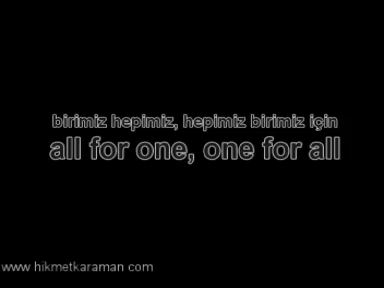 birimiz hepimiz, hepimiz birimiz için
all for one, one for all
www.hikmetkaraman.com